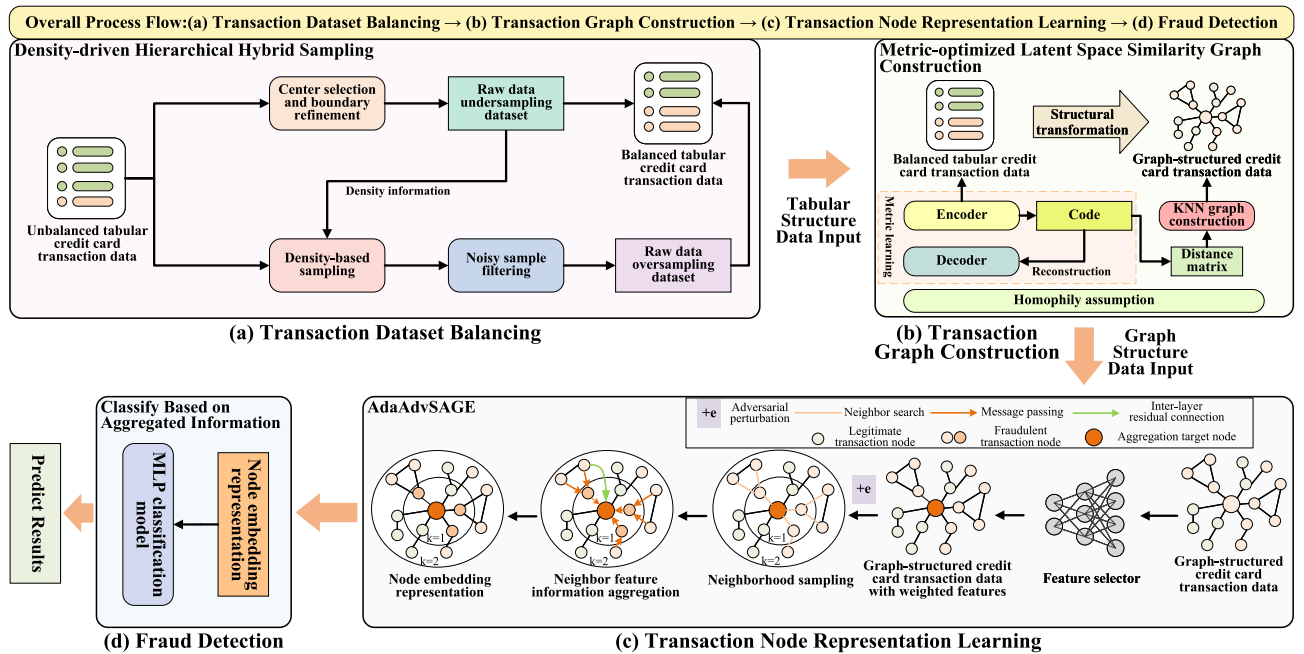 Overall Process Flow:(a) Transaction Dataset Balancing → (b) Transaction Graph Construction → (c) Transaction Node Representation Learning → (d) Fraud Detection
Density-driven Hierarchical Hybrid Sampling
Unbalanced tabular
credit card
transaction data
Center selection
and boundary
refinement
Raw data
undersampling
dataset
Balanced tabular
credit card
transaction data
Density information
Density-based
sampling
Noisy sample
filtering
Raw data
oversampling
dataset
(a) Transaction Dataset Balancing
Tabular
Structure
Data Input
Metric-optimized Latent Space Similarity Graph
Construction
Balanced tabular credit
card transaction data
Structural
transformation
Graph-structured credit
card transaction data
Metric learning
Encoder
Code
Decoder
Reconstruction
KNN graph
construction
Distance
matrix
Homophily assumption
(b) Transaction
Graph Construction
Graph
Structure
Data Input
AdaAdvSAGE
+e
Adversarial
perturbation
Neighbor search
Message passing
Inter-layer
residual connection
Legitimate
transaction node
Fraudulent
transaction node
Aggregation target node
Graph-structured
credit card
transaction data
Feature selector
+e
Graph-structured credit
card transaction data
with weighted features
k=1
k=2
Neighborhood sampling
k=1
k=2
Neighbor feature
information aggregation
k=1
k=2
Node embedding
representation
(c) Transaction Node Representation Learning
Classify Based on
Aggregated Information
Node embedding
representation
MLP classification
model
(d) Fraud Detection
Predict Results